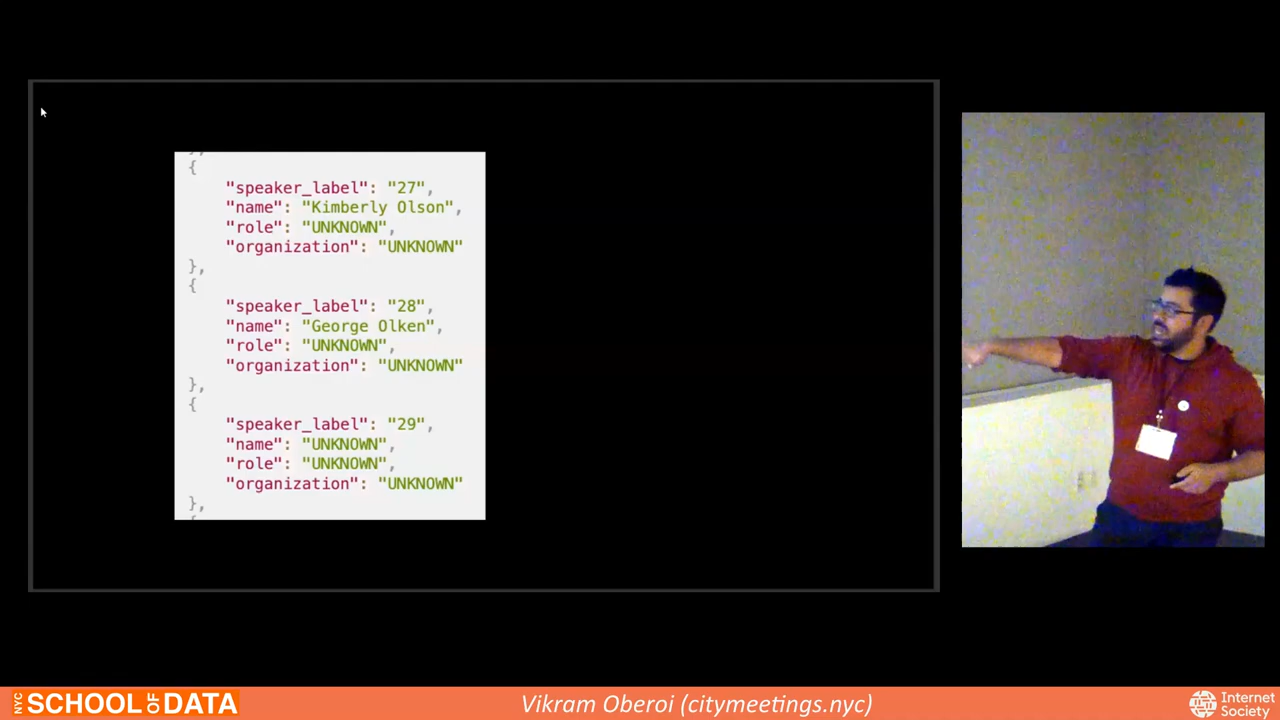 },
{
"speaker_label": "27",
"name": "Kimberly Olson",
"role": "UNKNOWN",
"organization": "UNKNOWN"
},
{
"speaker_label": "28",
"name": "George Olken",
"role": "UNKNOWN",
"organization": "UNKNOWN"
},
{
"speaker_label": "29",
"name": "UNKNOWN",
"role": "UNKNOWN",
"organization": "UNKNOWN"
},
{
NYC SCHOOL OF DATA
Vikram Oberoi (citymeetings.nyc)
Internet
Society